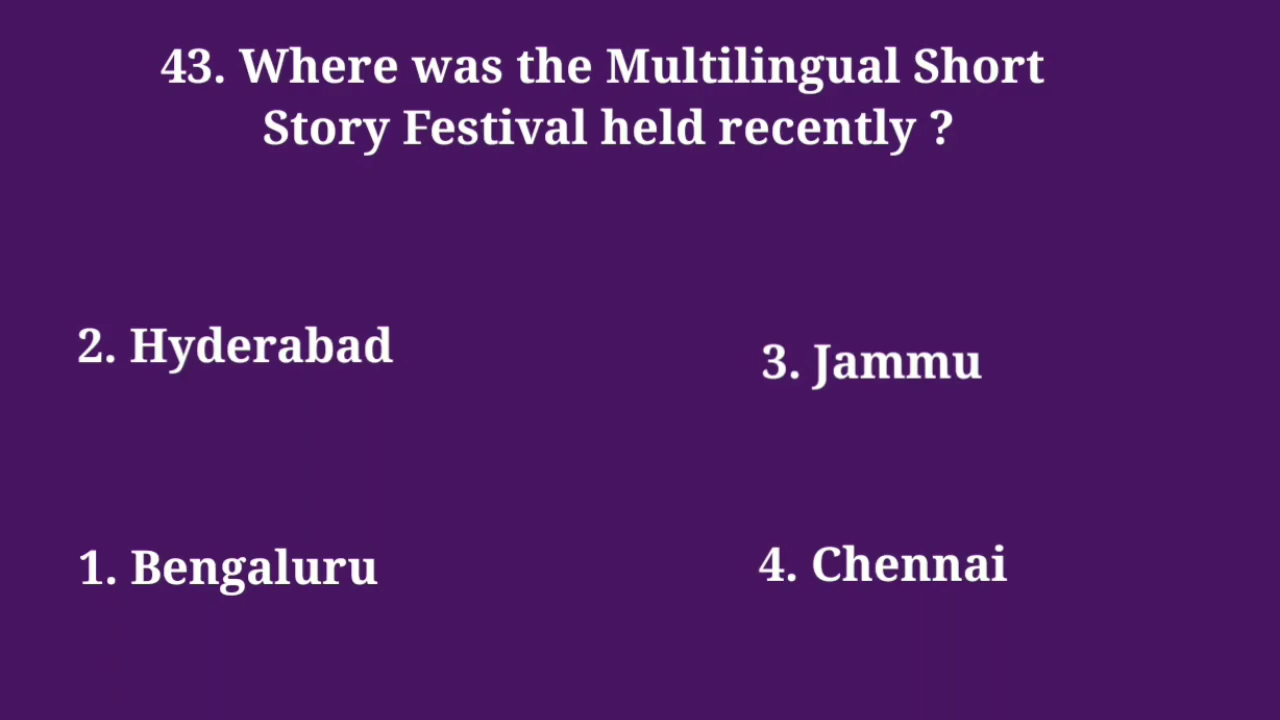 43. Where was the Multilingual Short
Story Festival held recently ?
2. Hyderabad
3. Jammu
1. Bengaluru
4. Chennai